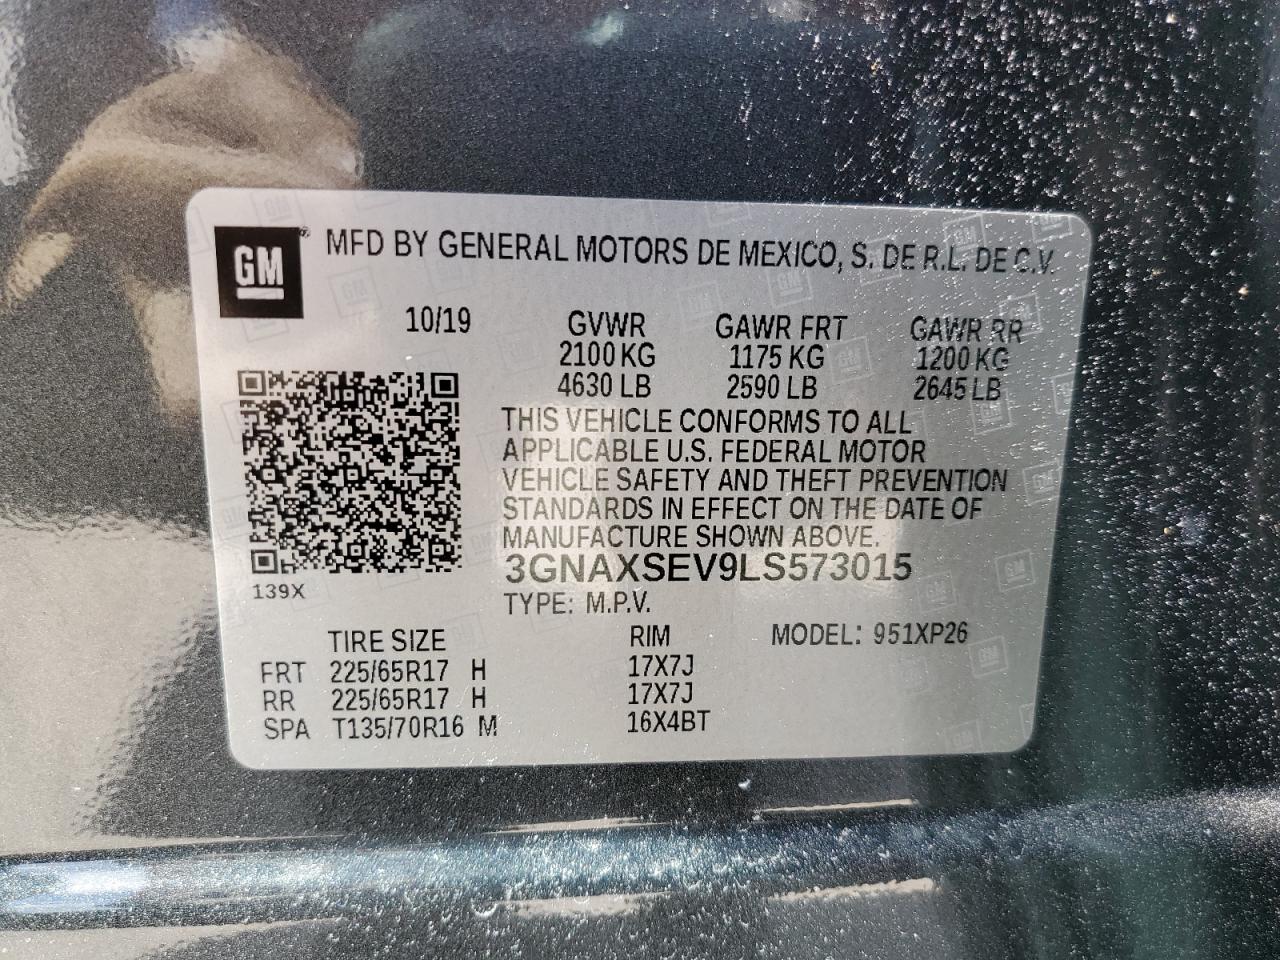 GM ® MFD BY GENERAL MOTORS DE MEXICO, S. DE R.L. DE C.V.
10/19 GVWR GAWR FRT GAWR RR
2100 KG 1175 KG 1200 KG
4630 LB 2590 LB 2645 LB
THIS VEHICLE CONFORMS TO ALL
APPLICABLE U.S. FEDERAL MOTOR
VEHICLE SAFETY AND THEFT PREVENTION
STANDARDS IN EFFECT ON THE DATE OF
MANUFACTURE SHOWN ABOVE.
3GNAXSEV9LS573015
139X
TYPE: M.P.V.
TIRE SIZE RIM MODEL: 951XP26
FRT 225/65R17 H 17X7J
RR 225/65R17 H 17X7J
SPA T135/70R16 M 16X4BT